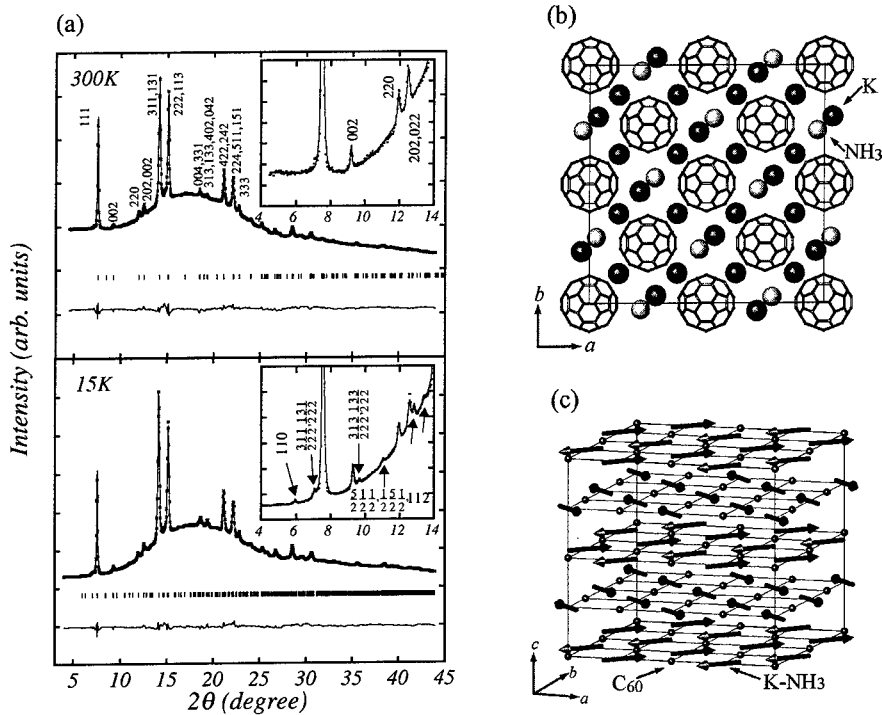 (a)
300K
111
002
220
202,002
311,131
222,113
004,331
313,133,402,042
422,242
224,511,151
333
002
220
202,022
4 6 8 10 12 14
15K
110
311 131
222,222
313 133
222,222
511 1 151
222,222,112
4 6 8 10 12 14
5 10 15 20 25 30 35 40 45
2θ (degree)
Intensity (arb. units)
(b)
K
NH3
b
a
(c)
c
b
a
C60
K-NH3